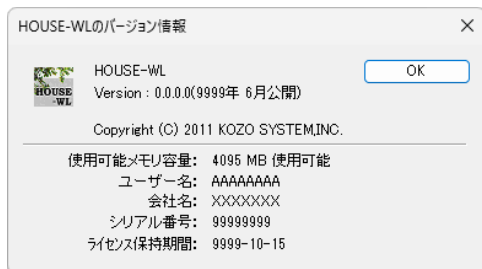 HOUSE-WLのバージョン情報
HOUSE
-WL
HOUSE-WL
OK
Version : 0.0.0.0(9999年 6月公開)
Copyright (C) 2011 KOZO SYSTEM,INC.
使用可能メモリ容量: 4095 MB 使用可能
ユーザー名: AAAAAAAA
会社名: XXXXXXX
シリアル番号: 99999999
ライセンス保持期間: 9999-10-15